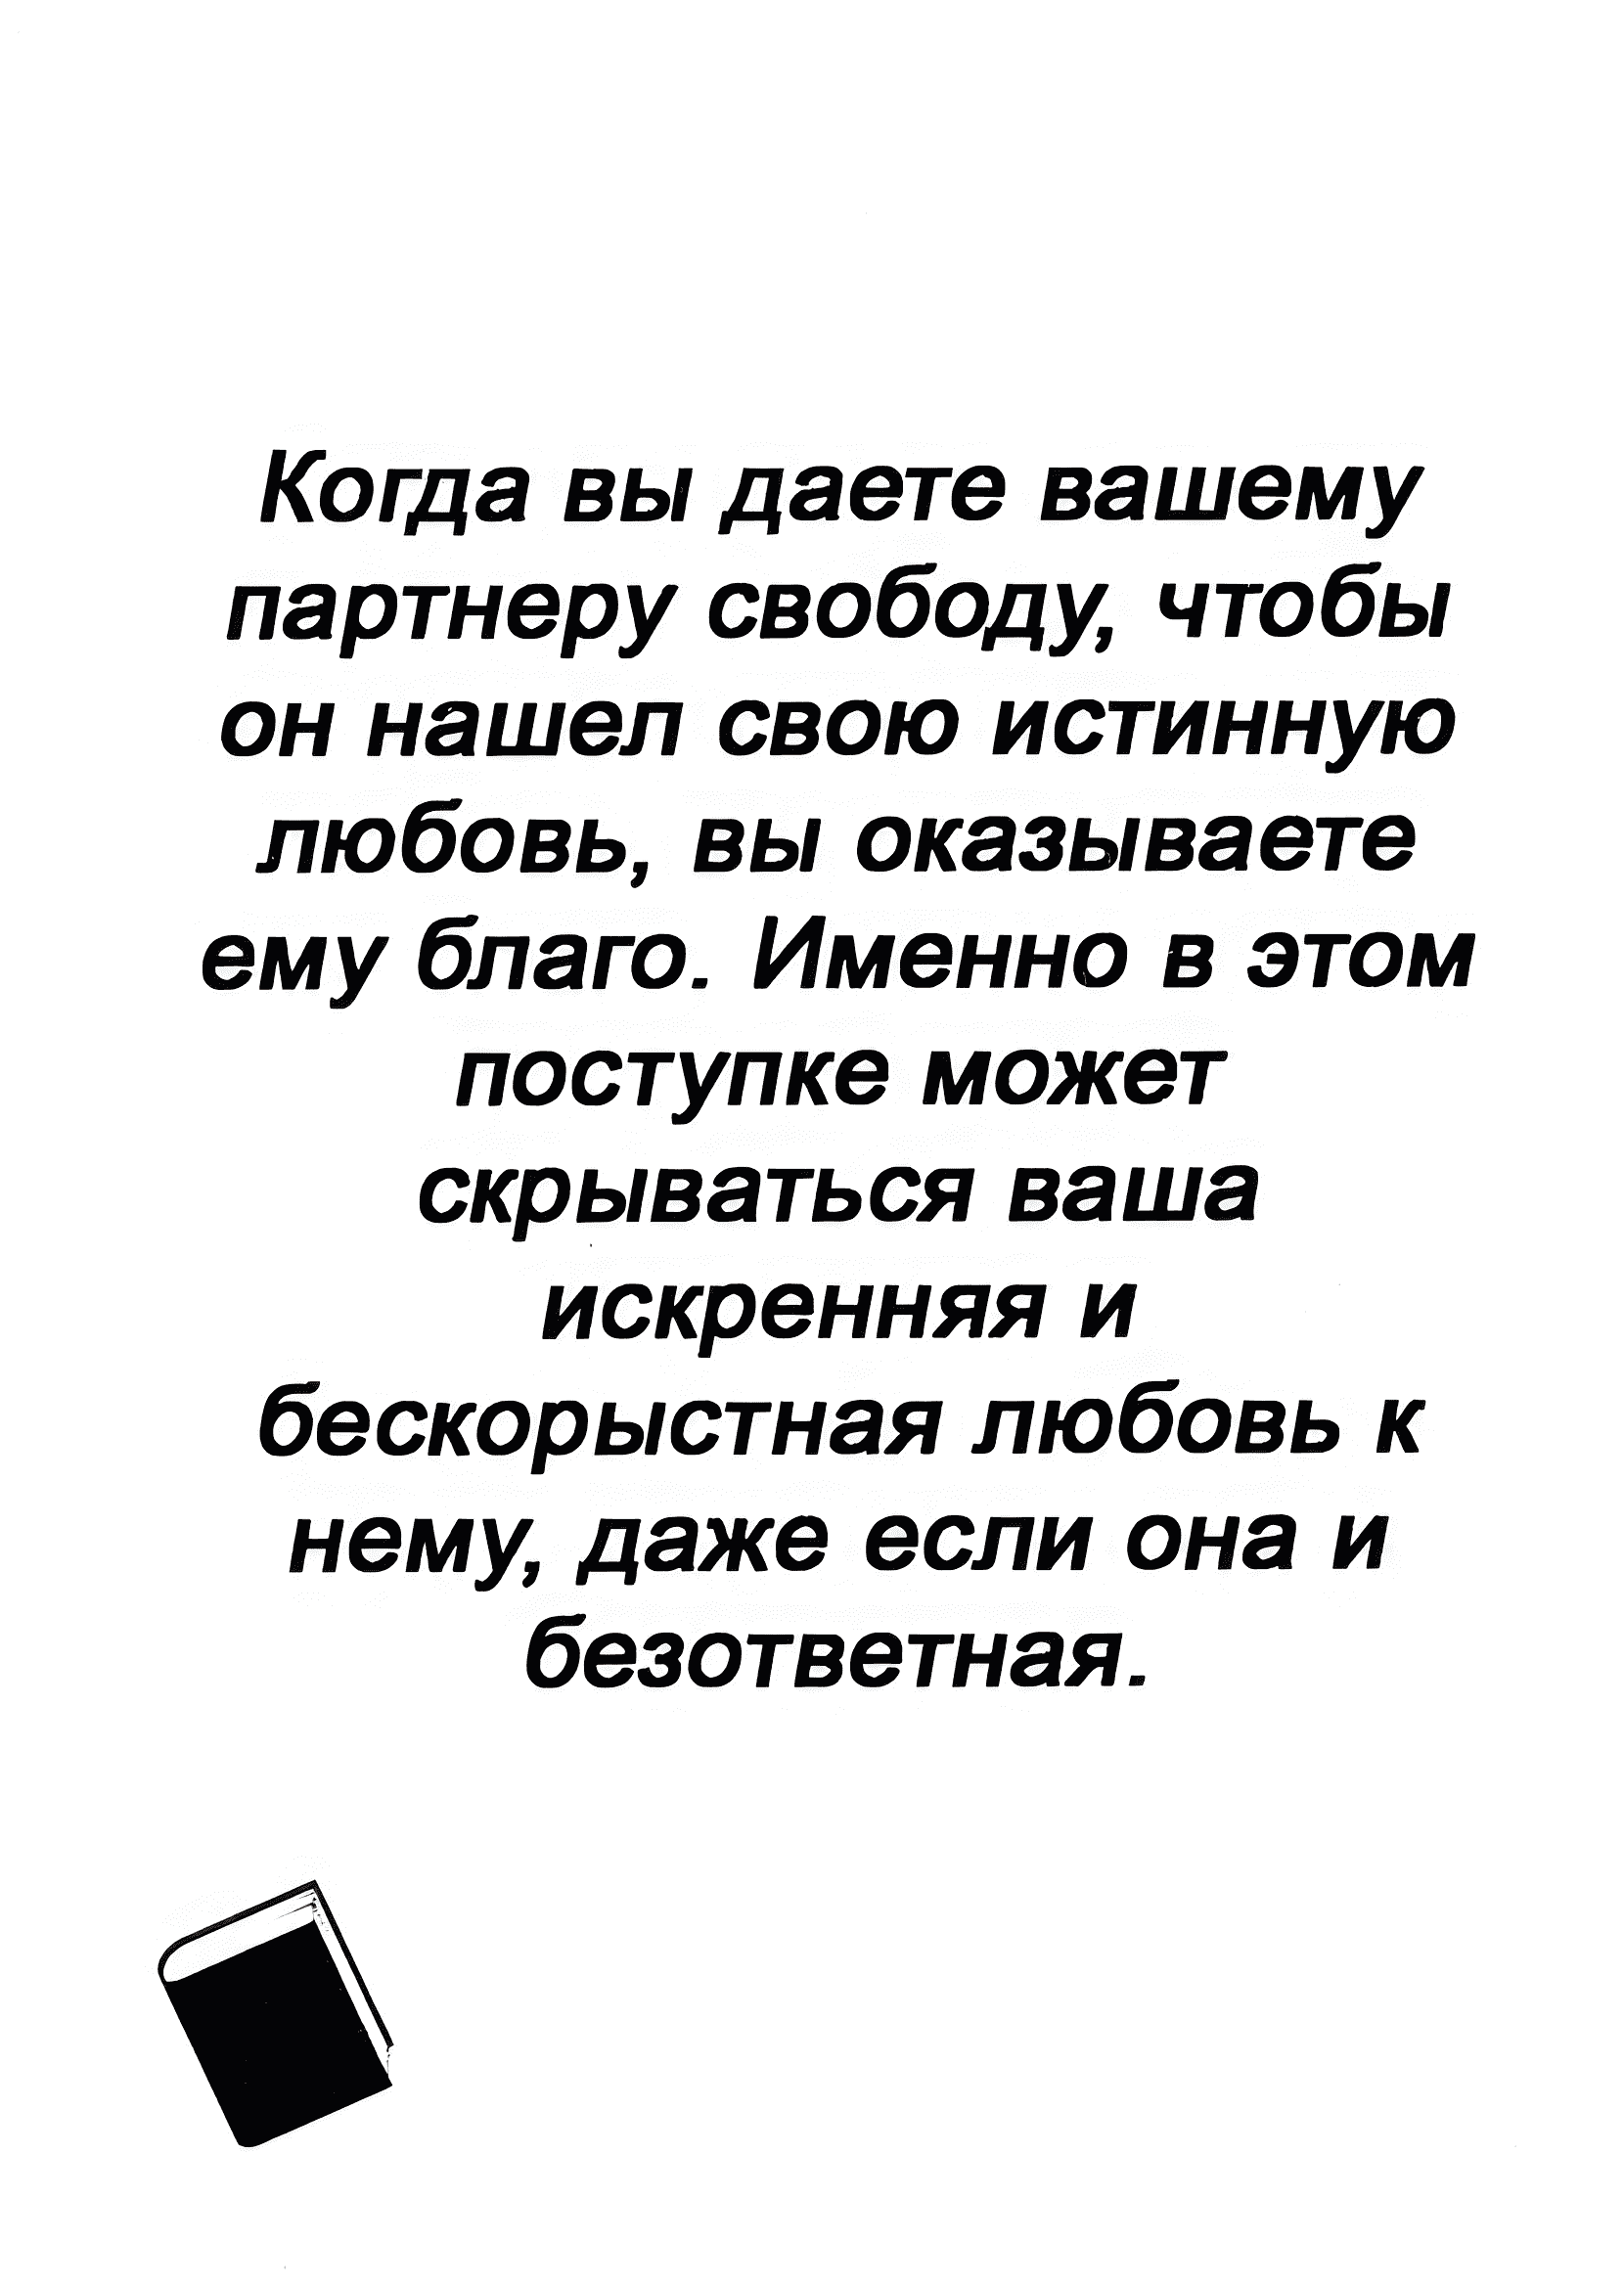 Когда вы даете вашему
партнеру свободу, чтобы
он нашел свою истинную
любовь, вы оказываете
ему благо. Именно в этом
поступке может
скрываться ваша
искренняя и
бескорыстная любовь к
нему, даже если она и
безответная.